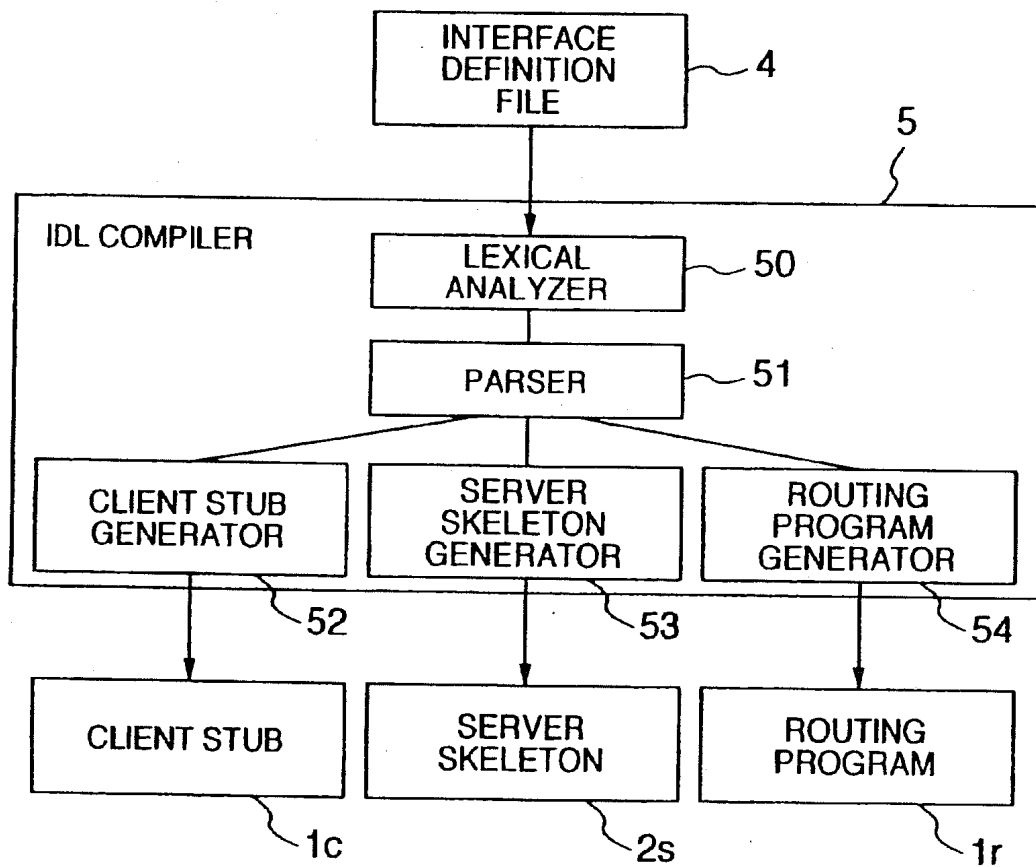 INTERFACE
DEFINITION
FILE
4
5
IDL COMPILER
LEXICAL
ANALYZER
50
PARSER
51
CLIENT STUB
GENERATOR
SERVER
SKELETON
GENERATOR
ROUTING
PROGRAM
GENERATOR
52
53
54
CLIENT STUB
SERVER
SKELETON
ROUTING
PROGRAM
1c
2s
1r